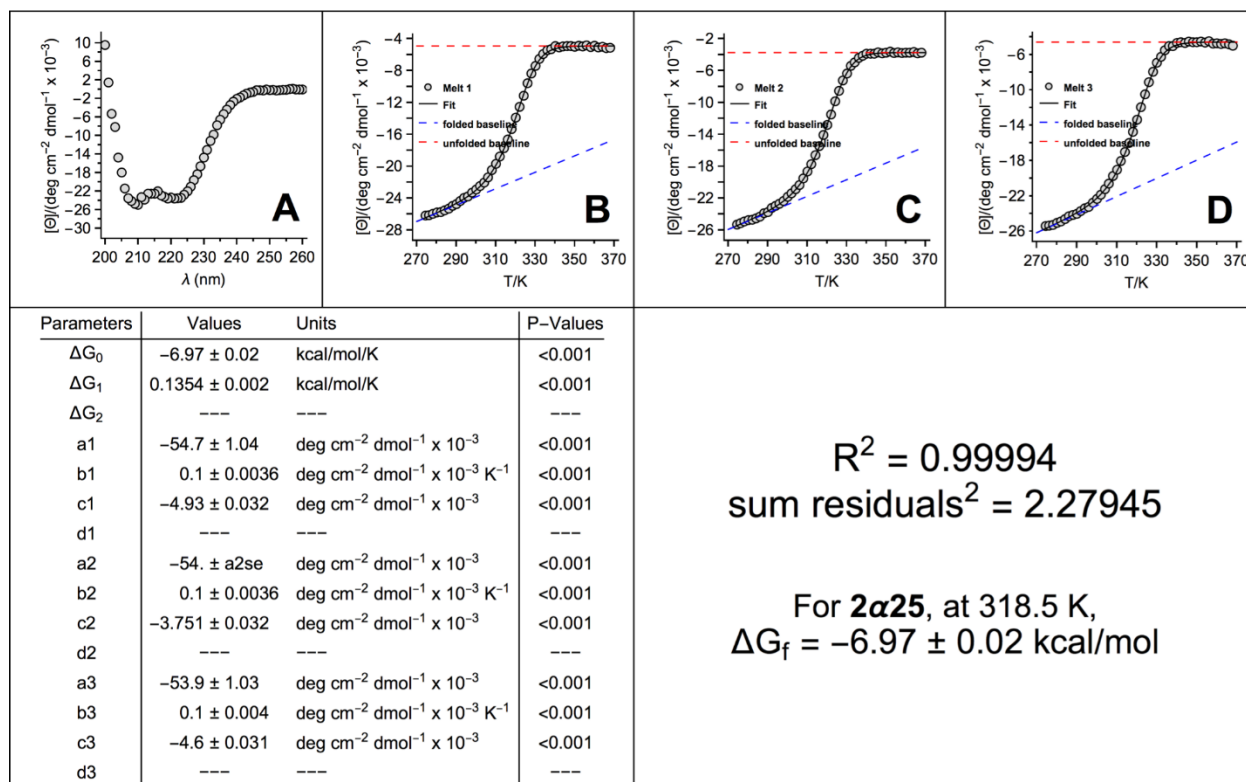 [Θ]/(deg cm⁻² dmol⁻¹ x 10⁻³)
10
6
2
−2
−6
−10
−14
−18
−22
−26
−30
A
200 210 220 230 240 250 260
λ (nm)
[Θ]/(deg cm⁻² dmol⁻¹ x 10⁻³)
−4
−8
−12
−16
−20
−24
−28
Melt 1
Fit
folded baseline
unfolded baseline
B
270 290 310 330 350 370
T/K
[Θ]/(deg cm⁻² dmol⁻¹ x 10⁻³)
−2
−6
−10
−14
−18
−22
−26
Melt 2
Fit
folded baseline
unfolded baseline
C
270 290 310 330 350 370
T/K
[Θ]/(deg cm⁻² dmol⁻¹ x 10⁻³)
−6
−10
−14
−18
−22
−26
Melt 3
Fit
folded baseline
unfolded baseline
D
270 290 310 330 350 370
T/K
Parameters Values Units P−Values
ΔG₀ −6.97 ± 0.02 kcal/mol/K <0.001
ΔG₁ 0.1354 ± 0.002 kcal/mol/K <0.001
ΔG₂ −−− −−− −−−
a1 −54.7 ± 1.04 deg cm⁻² dmol⁻¹ x 10⁻³ <0.001
b1 0.1 ± 0.0036 deg cm⁻² dmol⁻¹ x 10⁻³ K⁻¹ <0.001
c1 −4.93 ± 0.032 deg cm⁻² dmol⁻¹ x 10⁻³ <0.001
d1 −−− −−− −−−
a2 −54. ± a2se deg cm⁻² dmol⁻¹ x 10⁻³ <0.001
b2 0.1 ± 0.0036 deg cm⁻² dmol⁻¹ x 10⁻³ K⁻¹ <0.001
c2 −3.751 ± 0.032 deg cm⁻² dmol⁻¹ x 10⁻³ <0.001
d2 −−− −−− −−−
a3 −53.9 ± 1.03 deg cm⁻² dmol⁻¹ x 10⁻³ <0.001
b3 0.1 ± 0.004 deg cm⁻² dmol⁻¹ x 10⁻³ K⁻¹ <0.001
c3 −4.6 ± 0.031 deg cm⁻² dmol⁻¹ x 10⁻³ <0.001
d3 −−− −−− −−−
R² = 0.99994
sum residuals² = 2.27945
For 2α25, at 318.5 K,
ΔG_f = −6.97 ± 0.02 kcal/mol